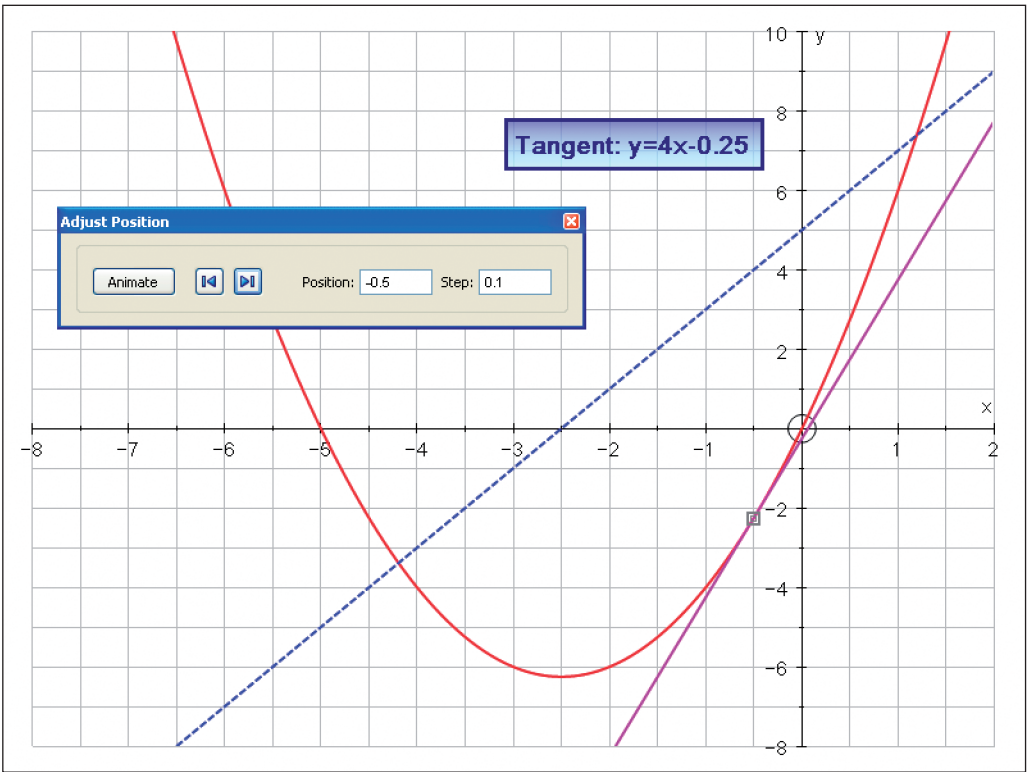 10 y
8
Tangent: y=4x-0.25
6
Adjust Position
Animate Position: -0.5 Step: 0.1
4
2
x
-8 -7 -6 -5 -4 -3 -2 -1 1 2
-2
-4
-6
-8